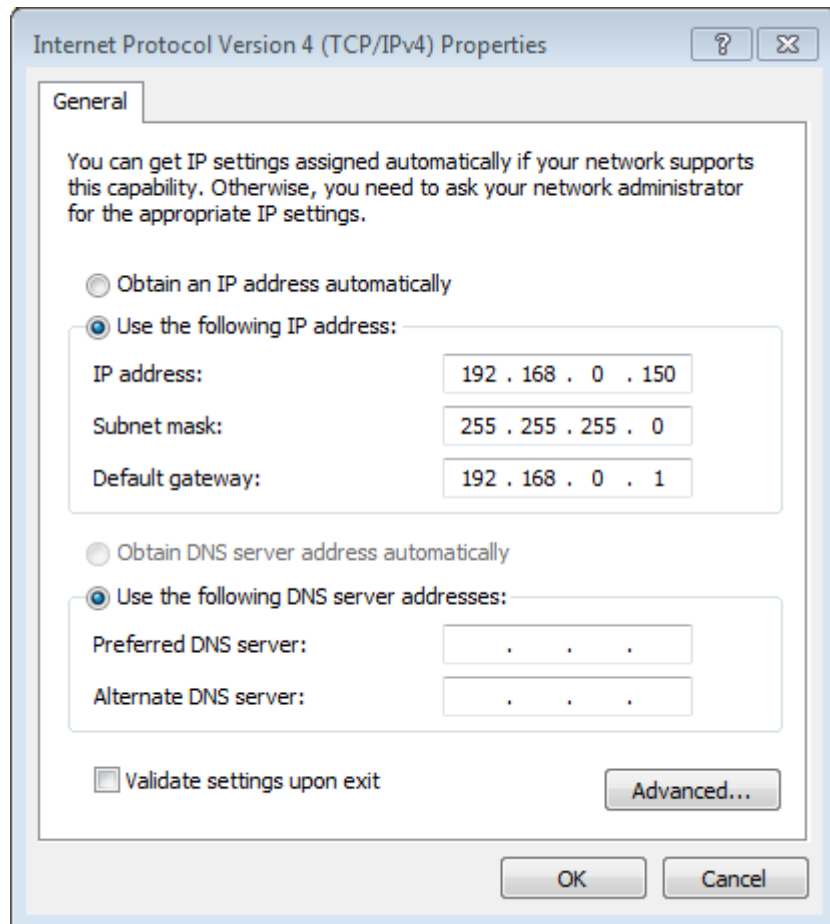 Internet Protocol Version 4 (TCP/IPv4) Properties
General
You can get IP settings assigned automatically if your network supports
this capability. Otherwise, you need to ask your network administrator
for the appropriate IP settings.
Obtain an IP address automatically
Use the following IP address:
IP address: 192 . 168 . 0 . 150
Subnet mask: 255 . 255 . 255 . 0
Default gateway: 192 . 168 . 0 . 1
Obtain DNS server address automatically
Use the following DNS server addresses:
Preferred DNS server: . . .
Alternate DNS server: . . .
Validate settings upon exit
Advanced...
OK Cancel